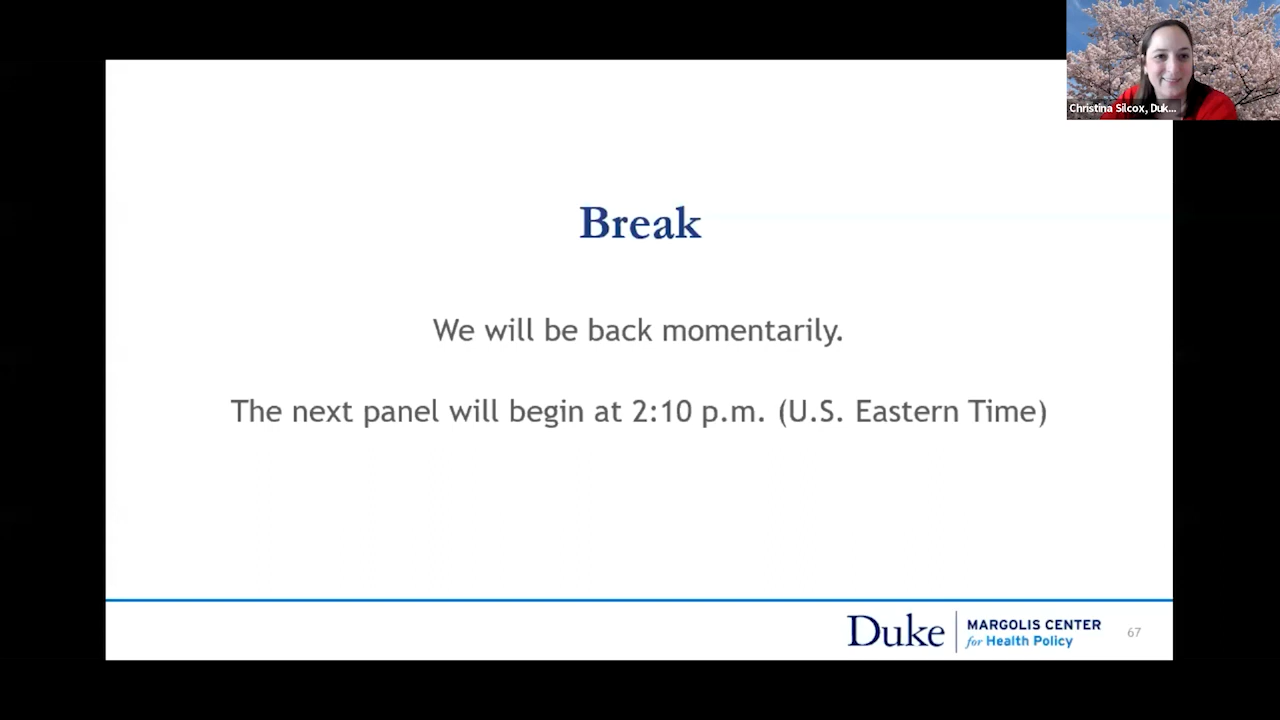 Christina Silcox, Duk...
Break
We will be back momentarily.
The next panel will begin at 2:10 p.m. (U.S. Eastern Time)
Duke
MARGOLIS CENTER
for Health Policy
67